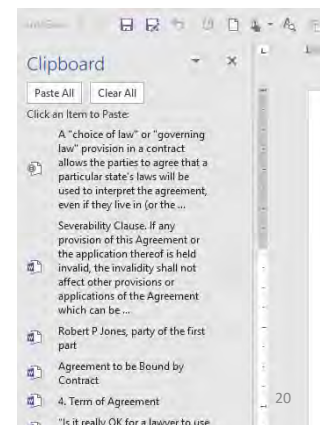 Clipboard
Paste All Clear All
Click an Item to Paste:
A "choice of law" or "governing
law" provision in a contract
allows the parties to agree that a
particular state's laws will be
used to interpret the agreement,
even if they live in (or the ...
Severability Clause. If any
provision of this Agreement or
the application thereof is held
invalid, the invalidity shall not
affect other provisions or
applications of the Agreement
which can be ...
Robert P Jones, party of the first
part
Agreement to be Bound by
Contract
4. Term of Agreement
20
"Is it really OK for a lawyer to use